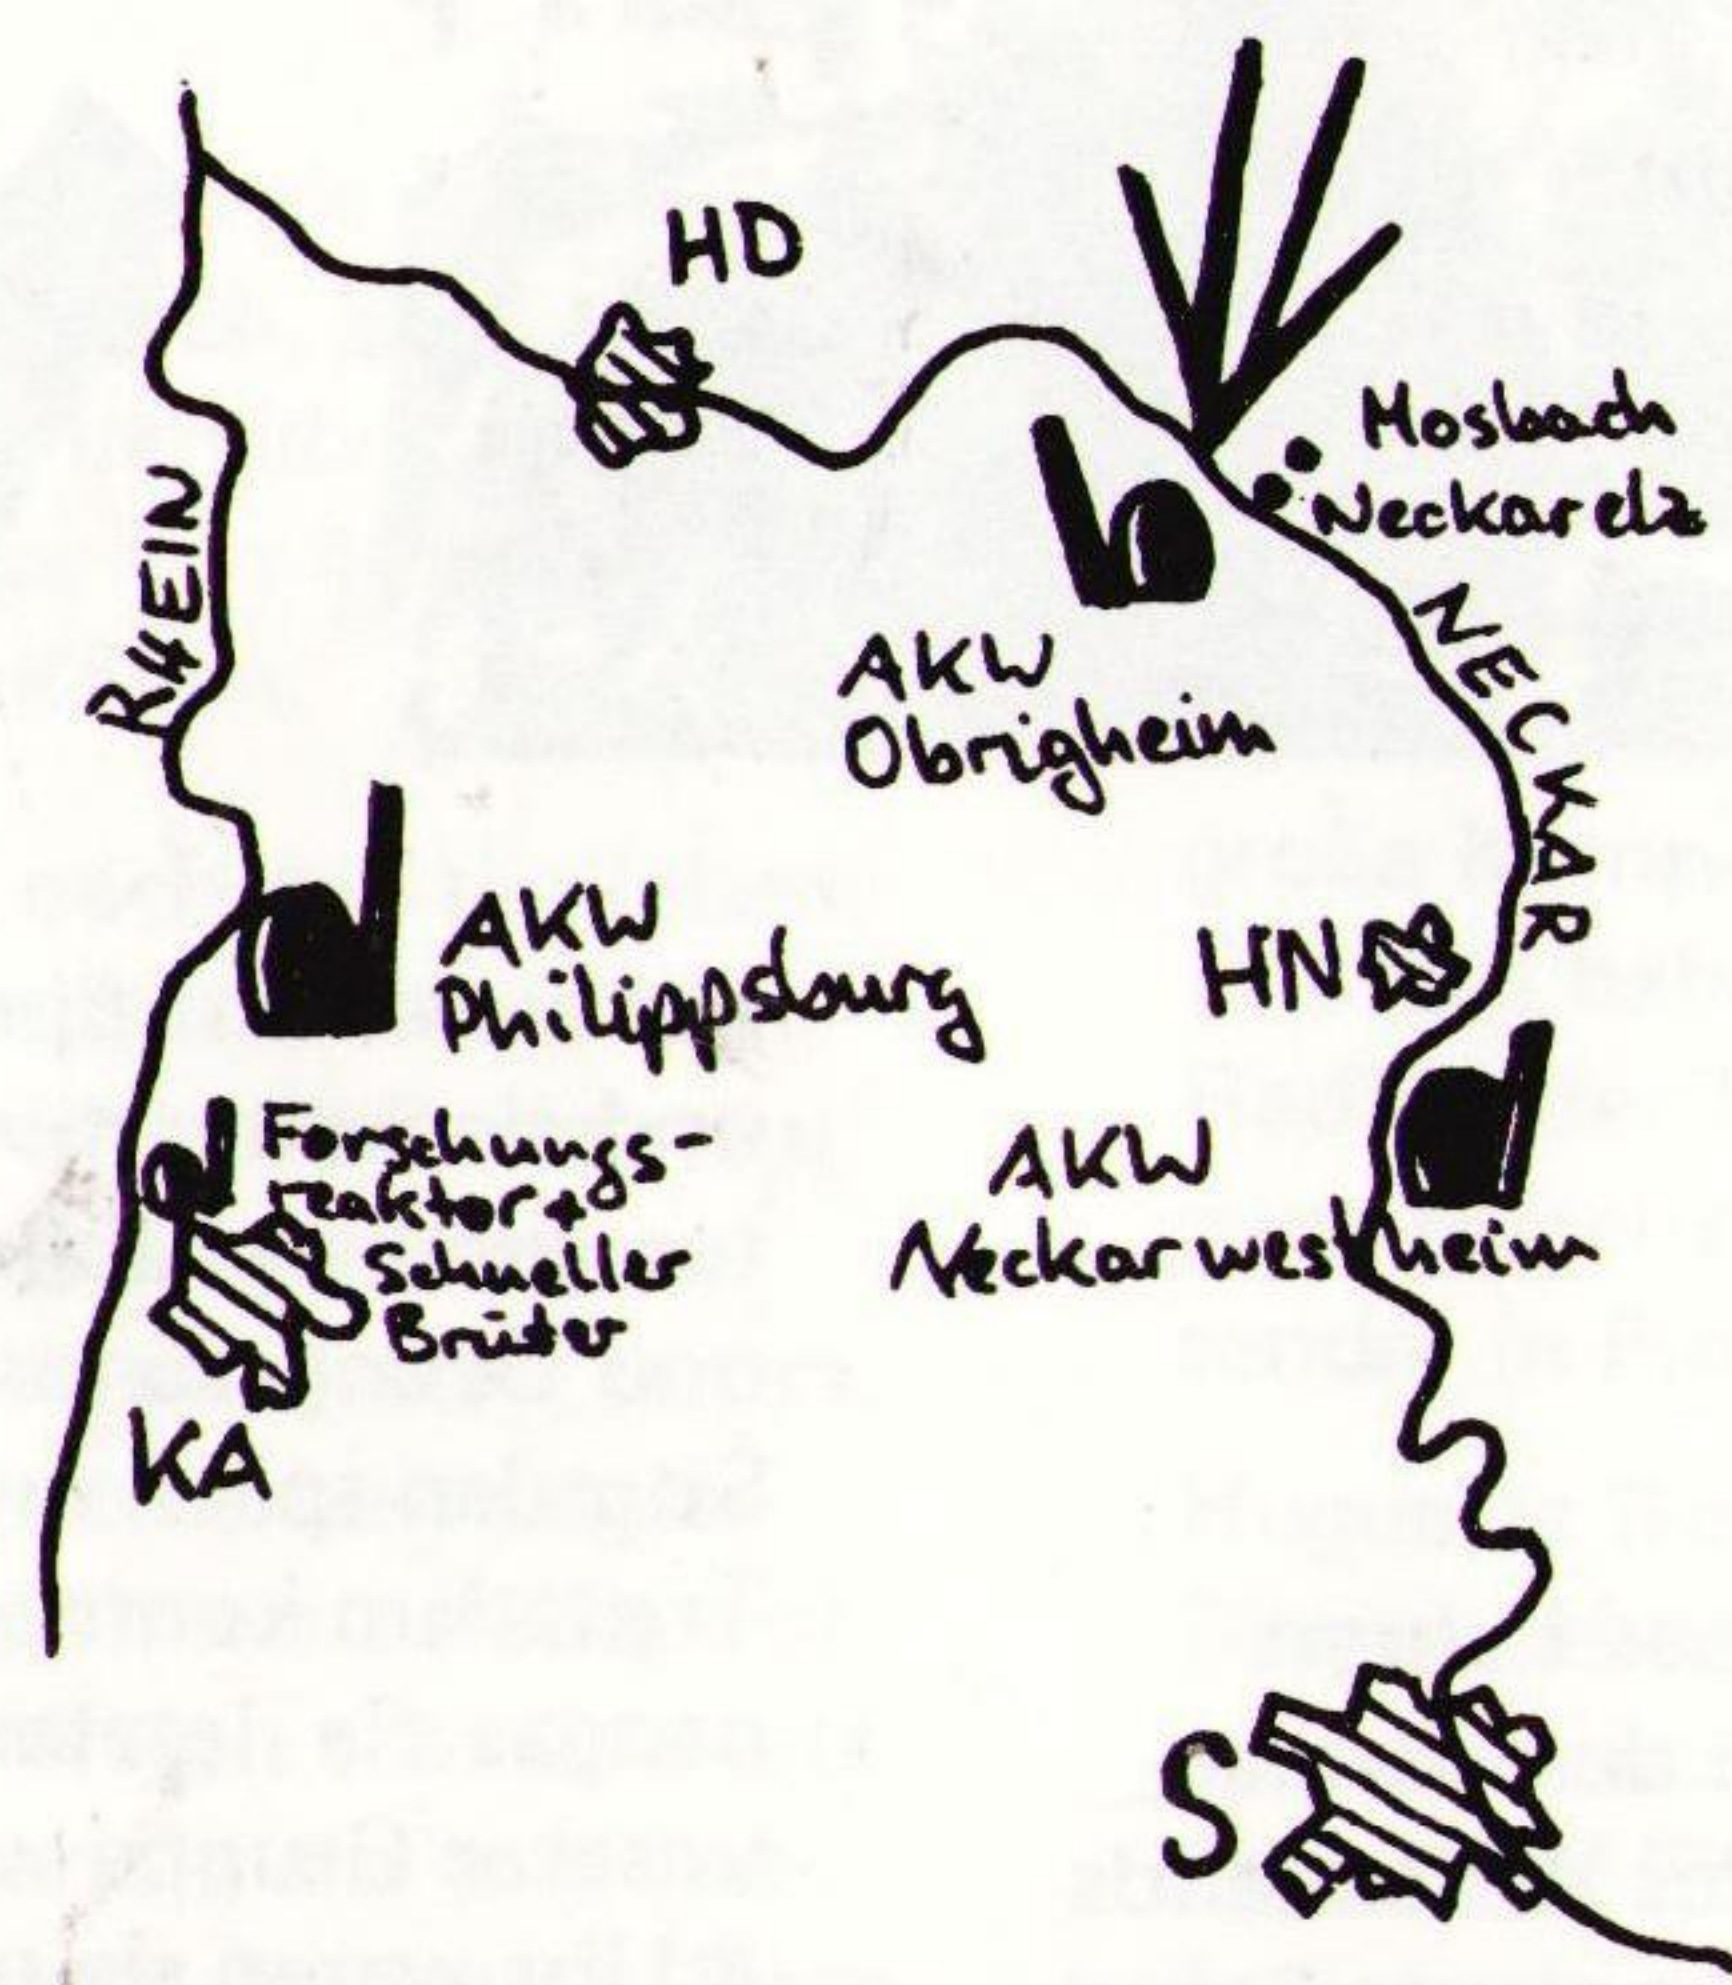 HD
Mosbach
Neckarelz
RHEIN
NECKAR
AKW
Obrigheim
AKW
Philippsburg
HN
Forschungs-
reaktor +
Schneller
Brüter
AKW
Neckarwestheim
KA
S